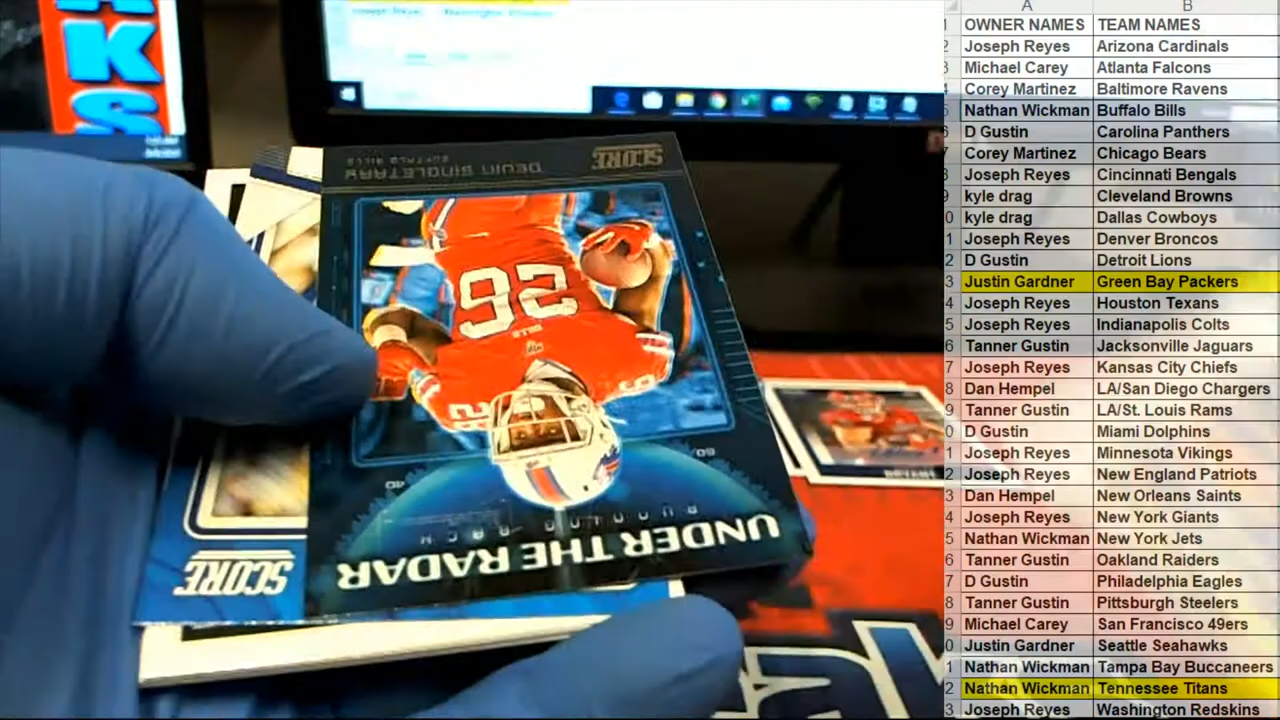 AKS
Joseph Reyes
OWNER NAMES TEAM NAMES
Joseph Reyes Arizona Cardinals
Michael Carey Atlanta Falcons
Corey Martinez Baltimore Ravens
Nathan Wickman Buffalo Bills
D Gustin Carolina Panthers
Corey Martinez Chicago Bears
Joseph Reyes Cincinnati Bengals
kyle drag Cleveland Browns
kyle drag Dallas Cowboys
Joseph Reyes Denver Broncos
D Gustin Detroit Lions
Justin Gardner Green Bay Packers
Joseph Reyes Houston Texans
Joseph Reyes Indianapolis Colts
Tanner Gustin Jacksonville Jaguars
Joseph Reyes Kansas City Chiefs
Dan Hempel LA/San Diego Chargers
Tanner Gustin LA/St. Louis Rams
D Gustin Miami Dolphins
Joseph Reyes Minnesota Vikings
Joseph Reyes New England Patriots
Dan Hempel New Orleans Saints
Joseph Reyes New York Giants
Nathan Wickman New York Jets
Tanner Gustin Oakland Raiders
D Gustin Philadelphia Eagles
Tanner Gustin Pittsburgh Steelers
Michael Carey San Francisco 49ers
Justin Gardner Seattle Seahawks
Nathan Wickman Tampa Bay Buccaneers
Nathan Wickman Tennessee Titans
Joseph Reyes Washington Redskins
UNDER THE RADAR
RUNNING BACK
26
BILLS
DEVIN SINGLETARY
BUFFALO BILLS
SCORE
SCORE